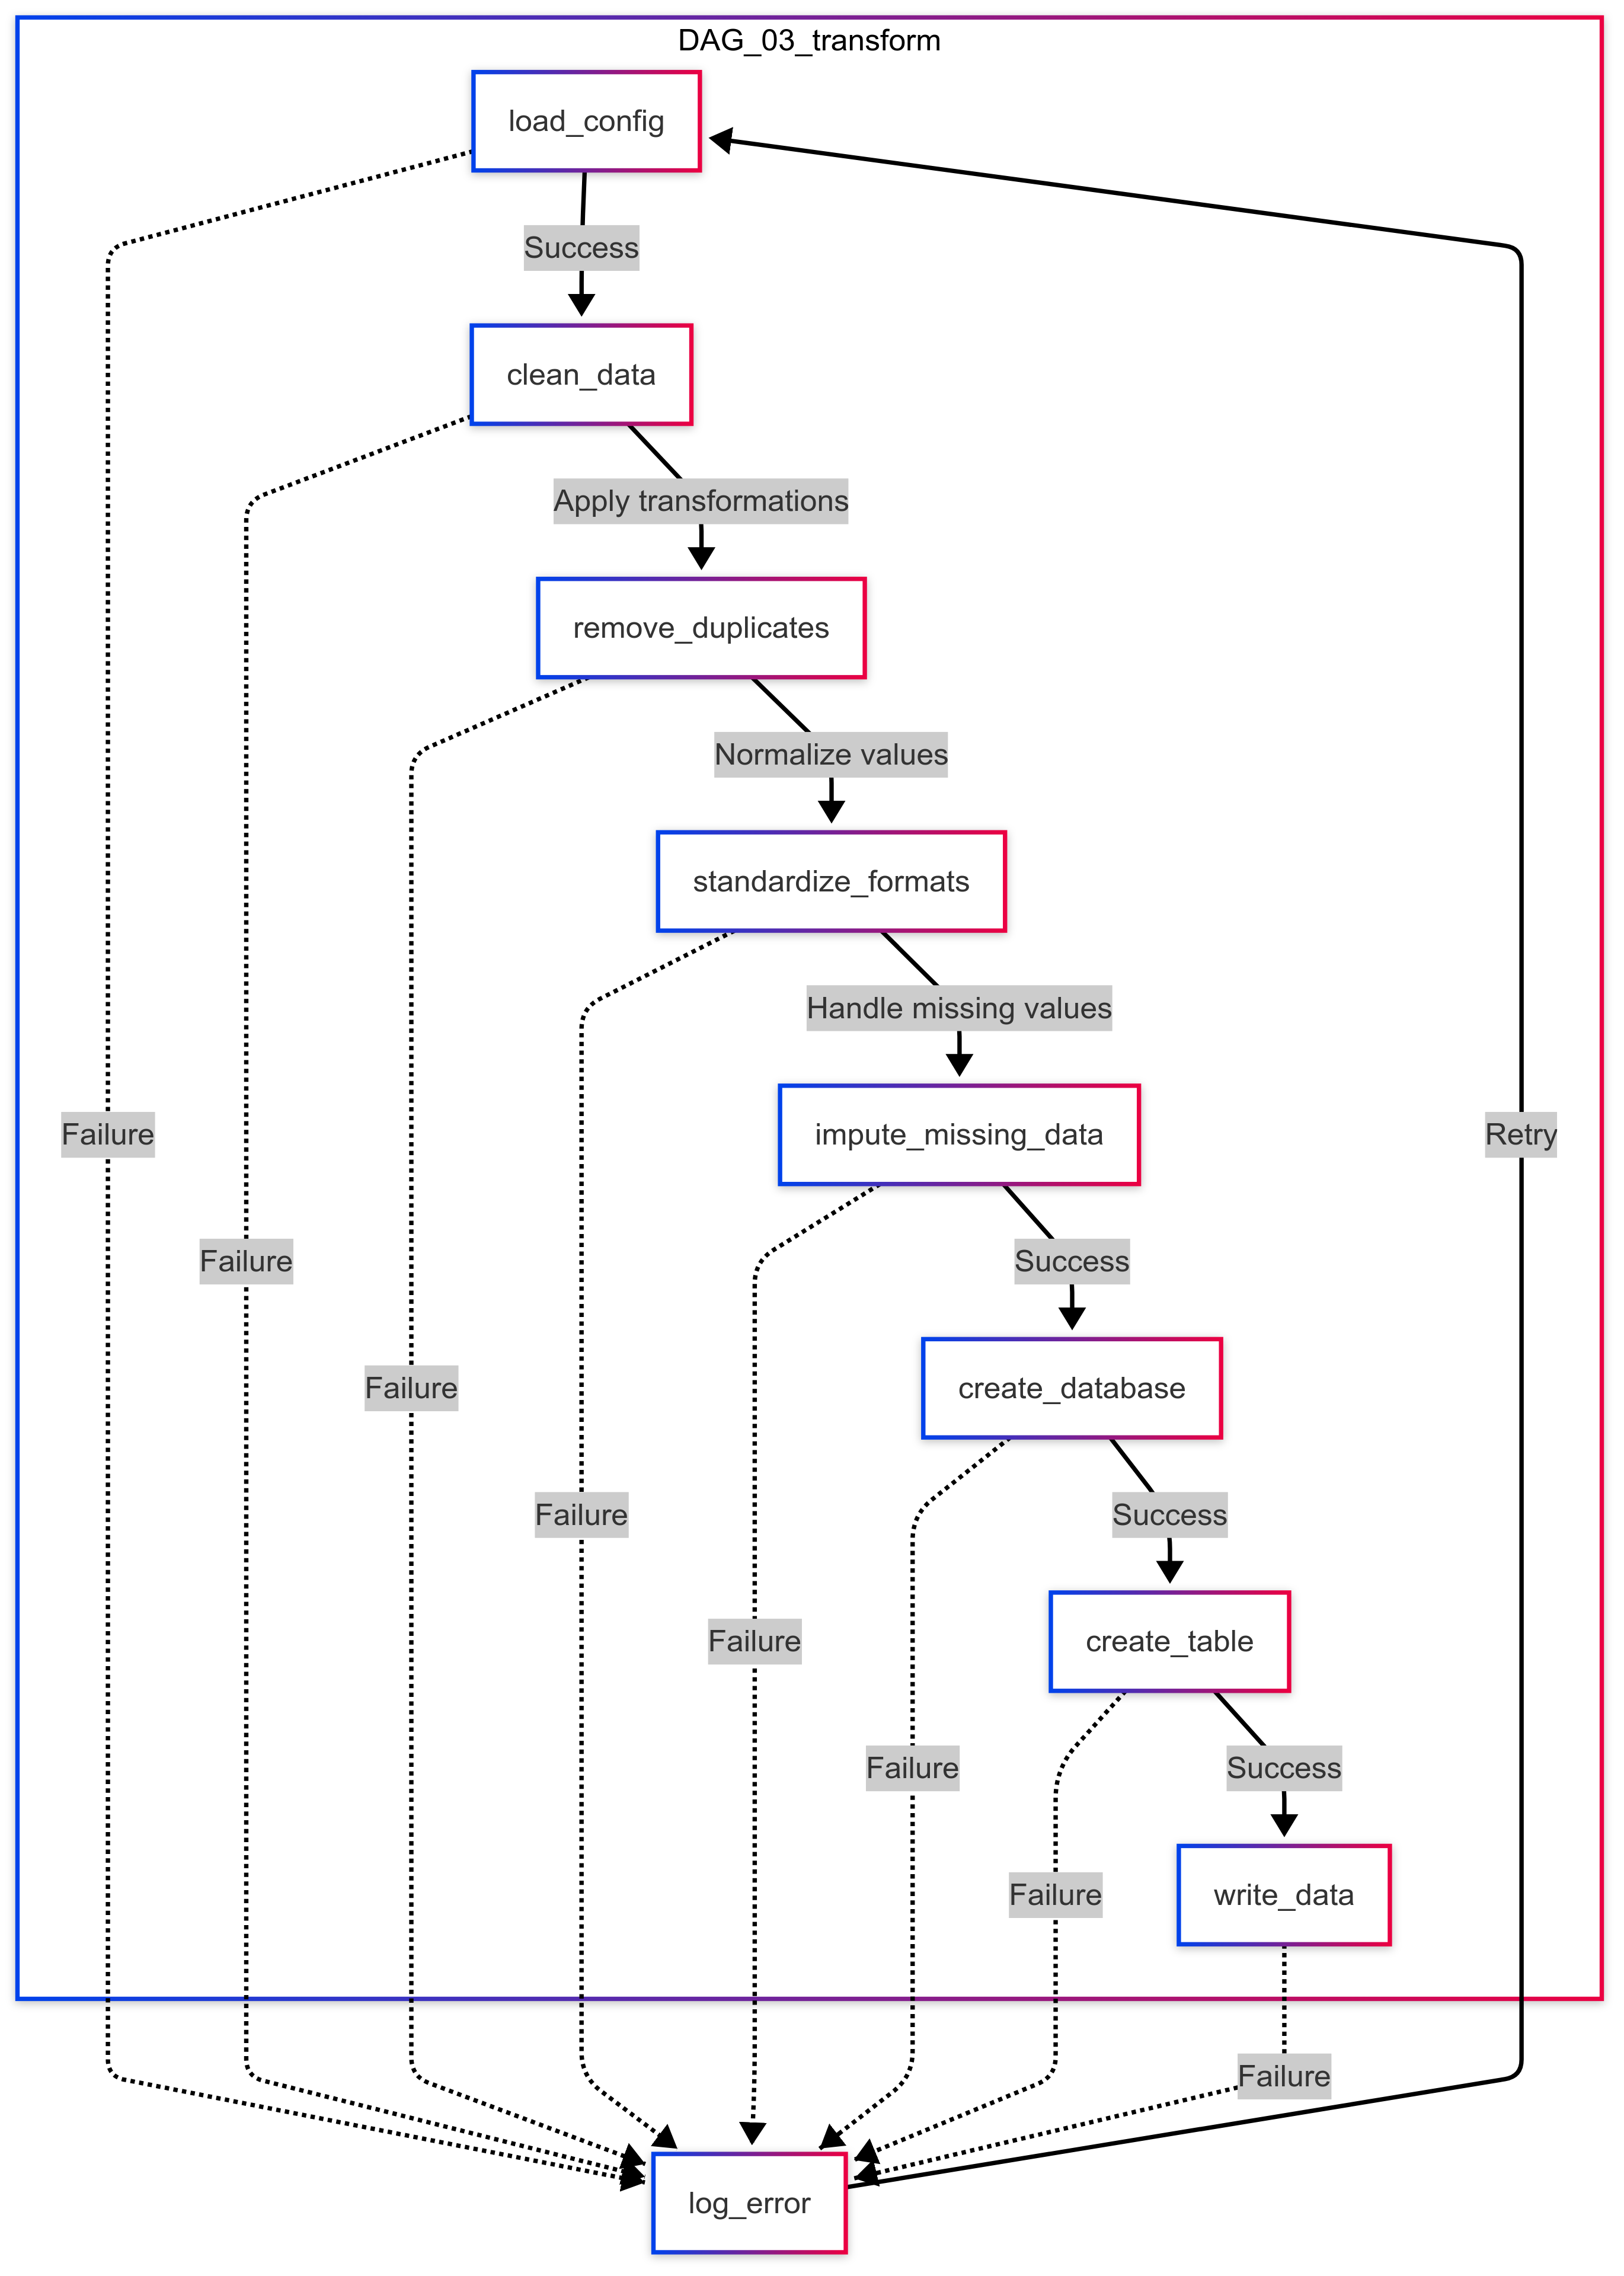 DAG_03_transform
load_config
Success
clean_data
Apply transformations
remove_duplicates
Normalize values
standardize_formats
Handle missing values
impute_missing_data
Failure
Retry
Failure
Success
Failure
create_database
Failure
Success
Failure
create_table
Failure
Success
Failure
write_data
Failure
log_error